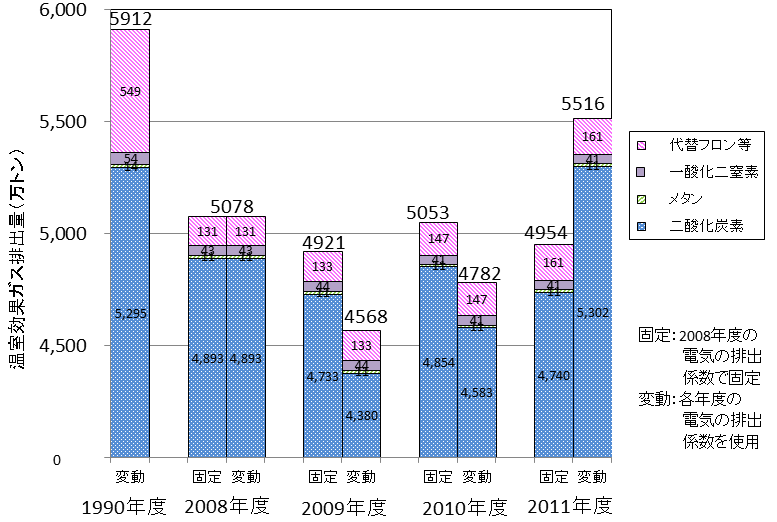 温室効果ガス排出量(万トン)
6,000
5,500
5,000
4,500
0
5912
549
54
14
5,295
5078
131
131
43
43
11
11
4,893
4,893
4921
133
44
11
4,733
4568
133
44
11
4,380
5053
147
41
11
4,854
4782
147
41
11
4,583
4954
161
41
11
4,740
5516
161
41
11
5,302
変動
固定 変動
固定 変動
固定 変動
固定 変動
1990年度 2008年度 2009年度 2010年度 2011年度
代替フロン等
一酸化二窒素
メタン
二酸化炭素
固定:2008年度の
電気の排出
係数で固定
変動:各年度の
電気の排出
係数を使用